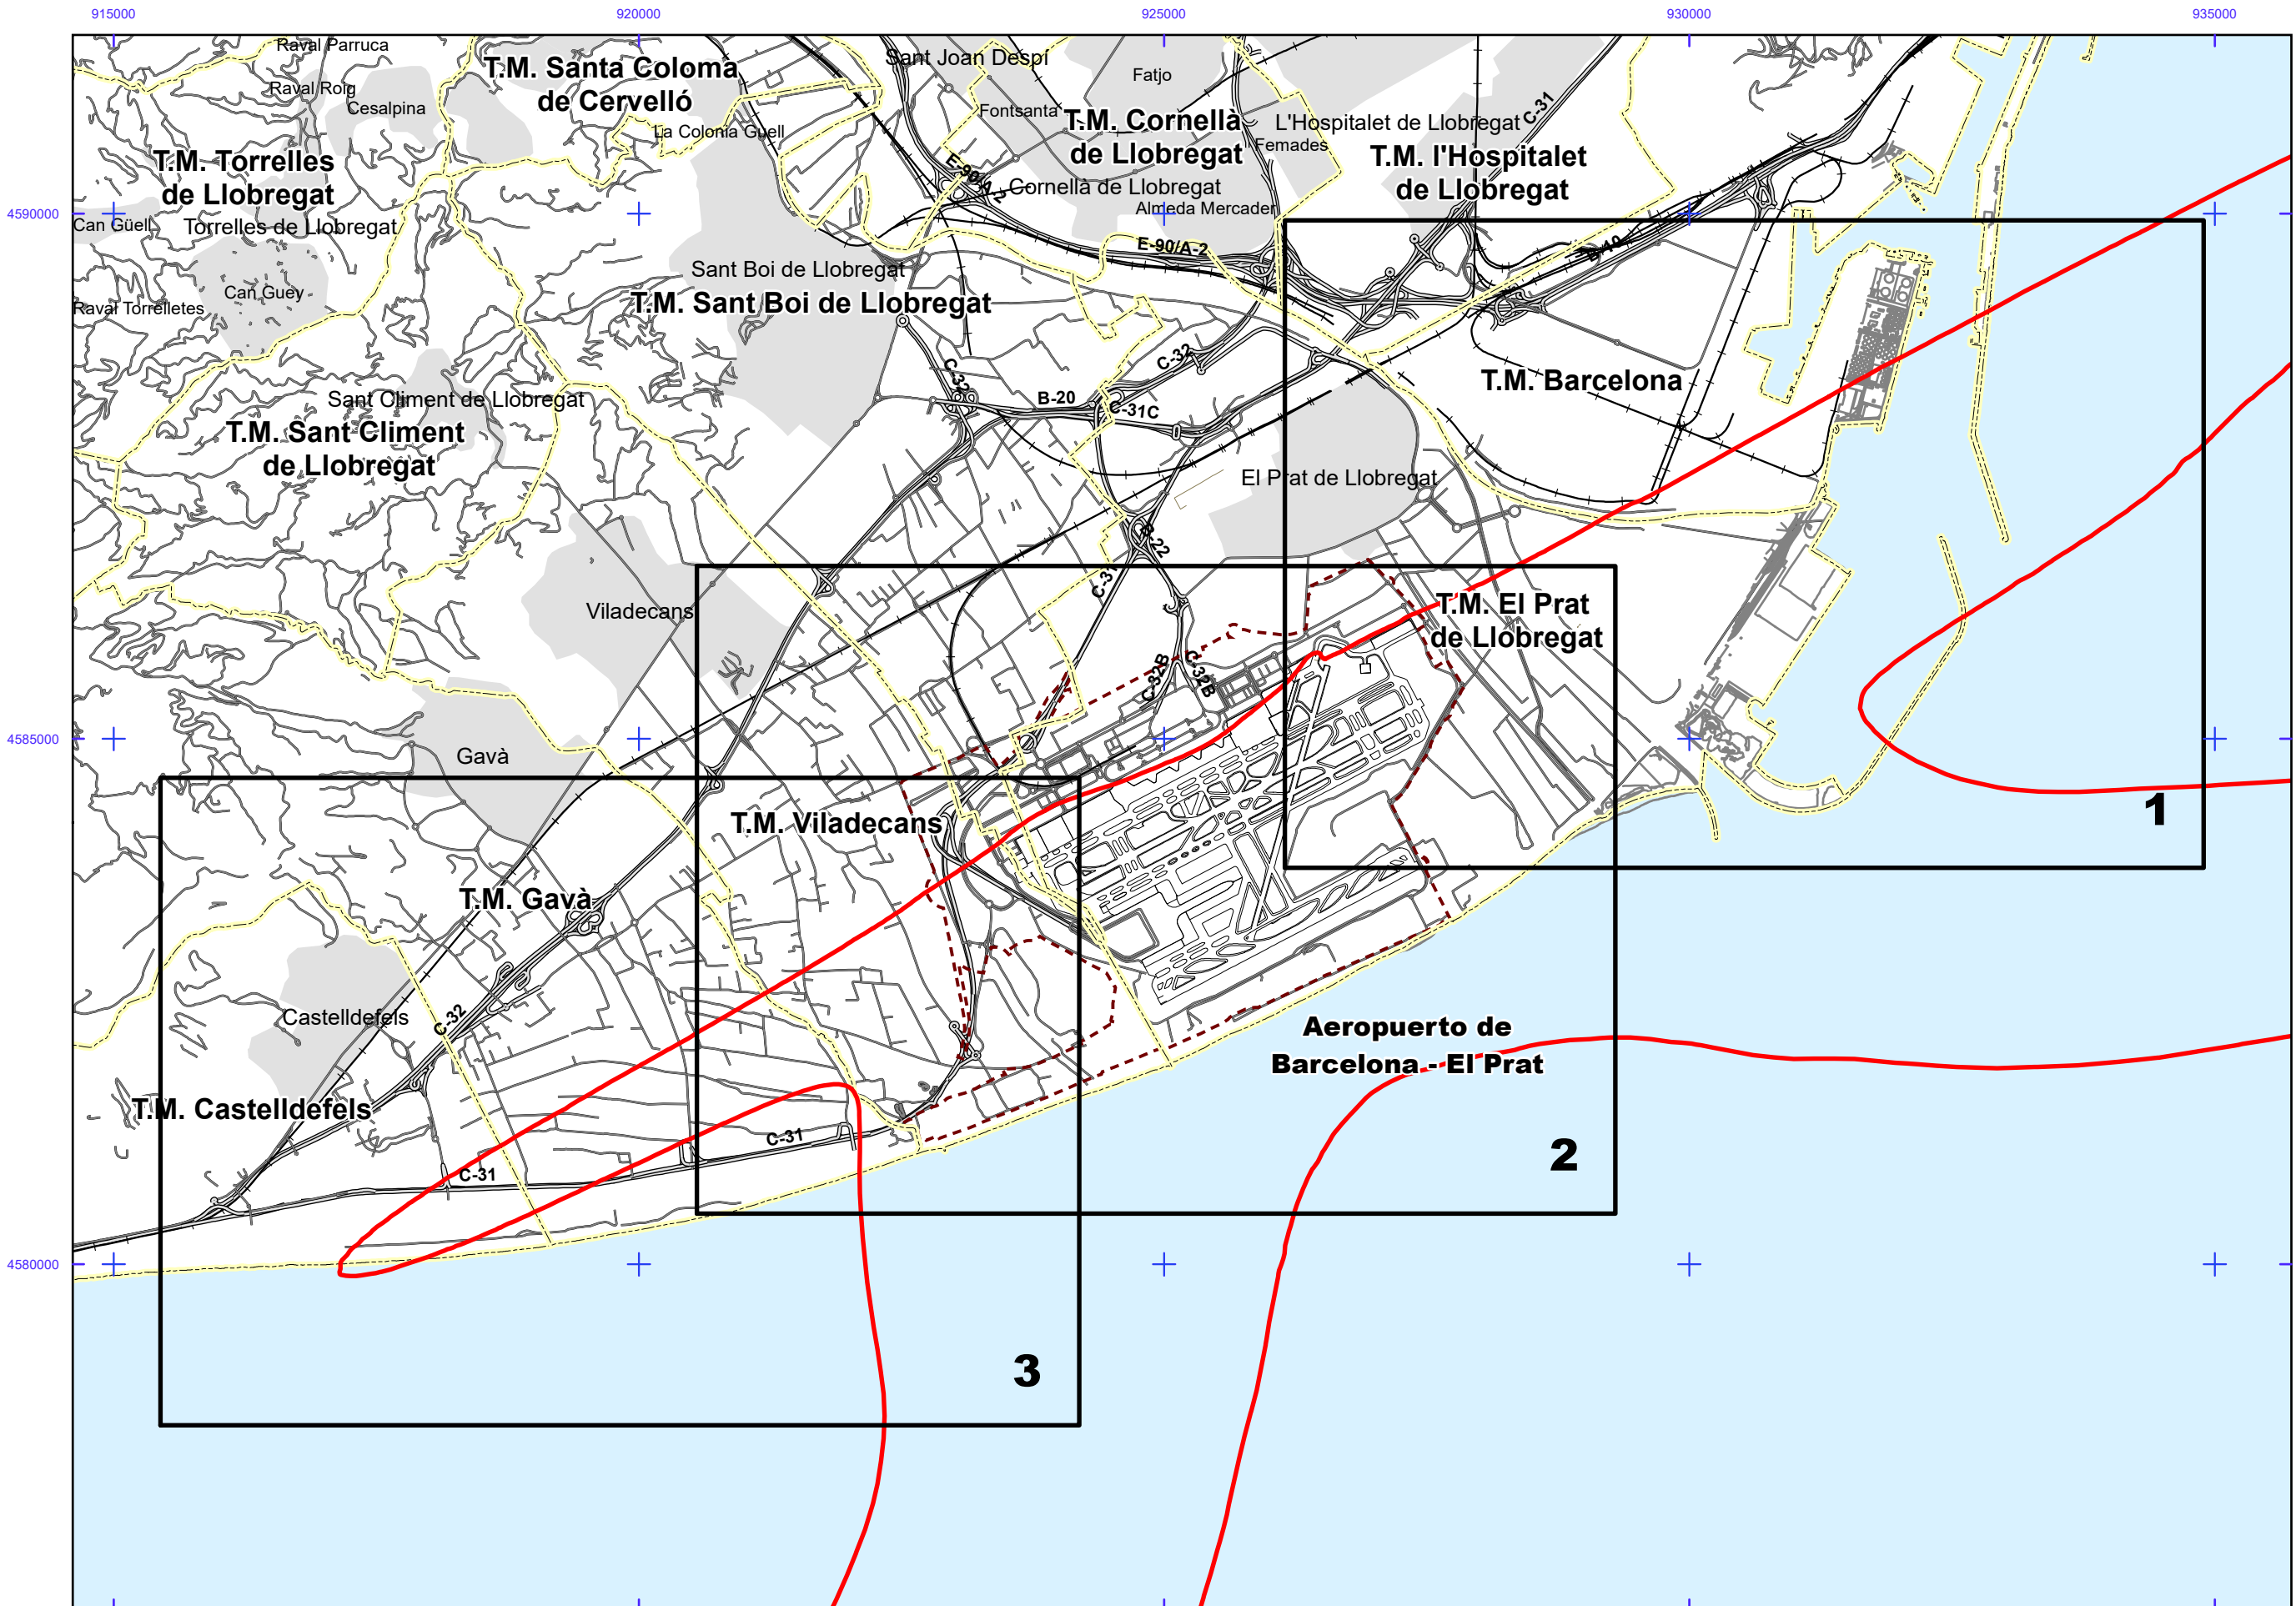 915000
920000
925000
930000
935000
Raval Parruca
Raval Roig
Cesalpina
T.M. Santa Coloma
de Cervelló
La Colonia Guell
Sant Joan Despí
Fatjo
Fontsanta
T.M. Cornellà
de Llobregat
L'Hospitalet de Llobregat
Femades
C-31
T.M. l'Hospitalet
de Llobregat
T.M. Torrelles
de Llobregat
Torrelles de Llobregat
Can Güell
E-90/A-2
Cornellà de Llobregat
Almeda Mercader
4590000
E-90/A-2
B-10
Sant Boi de Llobregat
T.M. Sant Boi de Llobregat
Can Guey
Raval Torrelletes
C-32
C-32
B-20
C-31C
T.M. Barcelona
Sant Climent de Llobregat
T.M. Sant Climent
de Llobregat
El Prat de Llobregat
B-22
C-31
Viladecans
T.M. El Prat
de Llobregat
C-32B
C-32B
4585000
Gavà
1
T.M. Viladecans
T.M. Gavà
Castelldefels
C-32
Aeropuerto de
Barcelona - El Prat
T.M. Castelldefels
C-31
2
C-31
4580000
3